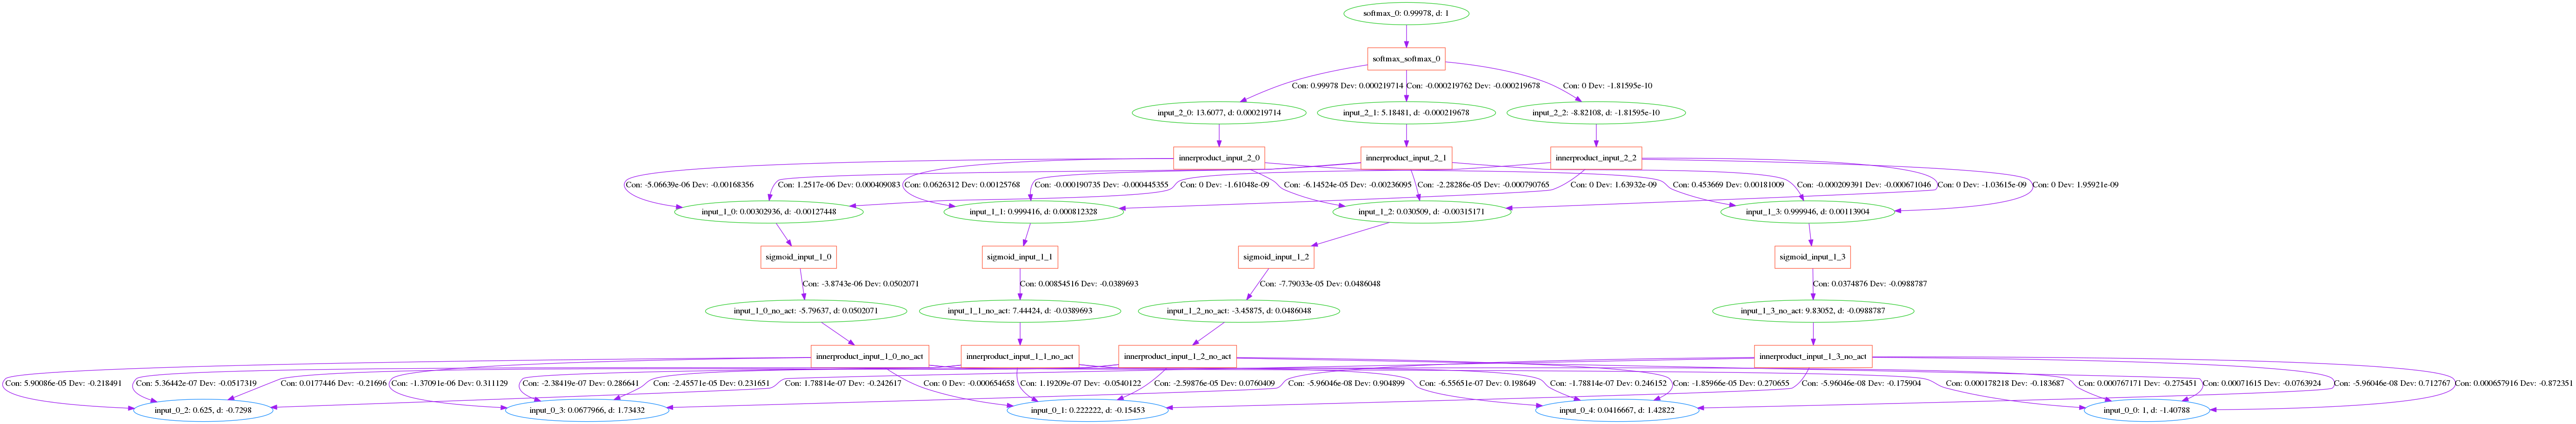 softmax_0: 0.99978, d: 1
softmax_softmax_0
Con: 0.99978 Dev: 0.000219714
Con: -0.000219762 Dev: -0.000219678
Con: 0 Dev: -1.81595e-10
input_2_0: 13.6077, d: 0.000219714
input_2_1: 5.18481, d: -0.000219678
input_2_2: -8.82108, d: -1.81595e-10
innerproduct_input_2_0
innerproduct_input_2_1
innerproduct_input_2_2
Con: -5.06639e-06 Dev: -0.00168356
Con: 1.2517e-06 Dev: 0.000409083
Con: 0.0626312 Dev: 0.00125768
Con: -0.000190735 Dev: -0.000445355
Con: 0 Dev: -1.61048e-09
Con: -6.14524e-05 Dev: -0.00236095
Con: -2.28286e-05 Dev: -0.000790765
Con: 0 Dev: 1.63932e-09
Con: 0.453669 Dev: 0.00181009
Con: -0.000209391 Dev: -0.000671046
Con: 0 Dev: -1.03615e-09
Con: 0 Dev: 1.95921e-09
input_1_0: 0.00302936, d: -0.00127448
input_1_1: 0.999416, d: 0.000812328
input_1_2: 0.030509, d: -0.00315171
input_1_3: 0.999946, d: 0.00113904
sigmoid_input_1_0
sigmoid_input_1_1
sigmoid_input_1_2
sigmoid_input_1_3
Con: -3.8743e-06 Dev: 0.0502071
Con: 0.00854516 Dev: -0.0389693
Con: -7.79033e-05 Dev: 0.0486048
Con: 0.0374876 Dev: -0.0988787
input_1_0_no_act: -5.79637, d: 0.0502071
input_1_1_no_act: 7.44424, d: -0.0389693
input_1_2_no_act: -3.45875, d: 0.0486048
input_1_3_no_act: 9.83052, d: -0.0988787
innerproduct_input_1_0_no_act
innerproduct_input_1_1_no_act
innerproduct_input_1_2_no_act
innerproduct_input_1_3_no_act
Con: 5.90086e-05 Dev: -0.218491
Con: 5.36442e-07 Dev: -0.0517319
Con: 0.0177446 Dev: -0.21696
Con: -1.37091e-06 Dev: 0.311129
Con: -2.38419e-07 Dev: 0.286641
Con: -2.45571e-05 Dev: 0.231651
Con: 1.78814e-07 Dev: -0.242617
Con: 0 Dev: -0.000654658
Con: 1.19209e-07 Dev: -0.0540122
Con: -2.59876e-05 Dev: 0.0760409
Con: -5.96046e-08 Dev: 0.904899
Con: -6.55651e-07 Dev: 0.198649
Con: -1.78814e-07 Dev: 0.246152
Con: -1.85966e-05 Dev: 0.270655
Con: -5.96046e-08 Dev: -0.175904
Con: 0.000178218 Dev: -0.183687
Con: 0.000767171 Dev: -0.275451
Con: 0.00071615 Dev: -0.0763924
Con: -5.96046e-08 Dev: 0.712767
Con: 0.000657916 Dev: -0.872351
input_0_2: 0.625, d: -0.7298
input_0_3: 0.0677966, d: 1.73432
input_0_1: 0.222222, d: -0.15453
input_0_4: 0.0416667, d: 1.42822
input_0_0: 1, d: -1.40788